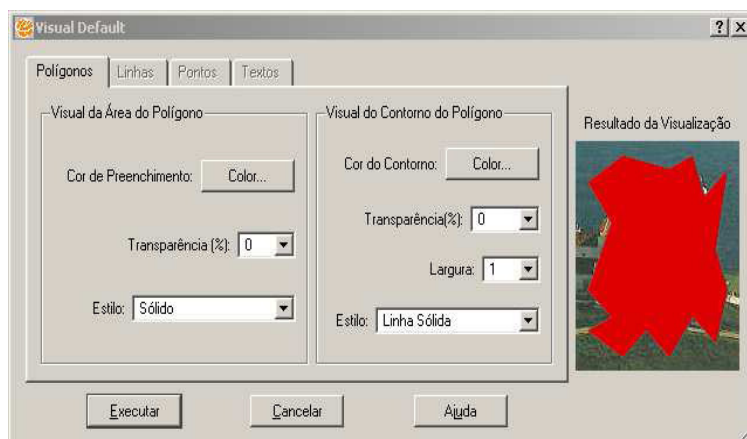 Visual Default
Polígonos Linhas Pontos Textos
Visual da Área do Polígono
Cor de Preenchimento: Color...
Transparência (%): 0
Estilo: Sólido
Visual do Contorno do Polígono
Cor do Contorno: Color...
Transparência(%): 0
Largura: 1
Estilo: Linha Sólida
Resultado da Visualização
Executar Cancelar Ajuda